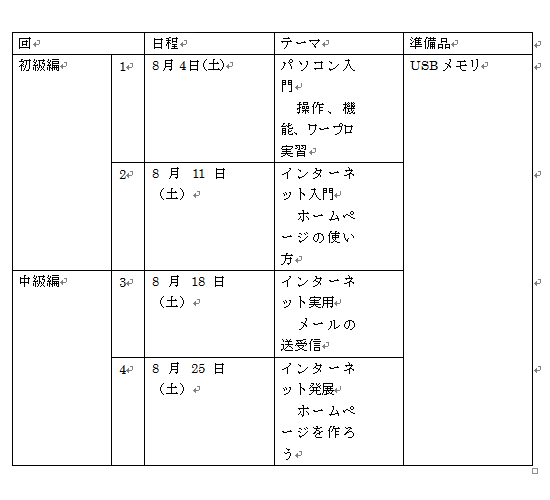 回 日程 テーマ 準備品
初級編 1 8月4日(土) パソコン入 USBメモリ
門
操作、機
能、ワープロ
実習
2 8月11日 インターネ
（土） ット入門
ホームペ
ージの使い
方
中級編 3 8月18日 インターネ
（土） ット実用
メールの
送受信
4 8月25日 インターネ
（土） ット発展
ホームペ
ージを作ろ
う